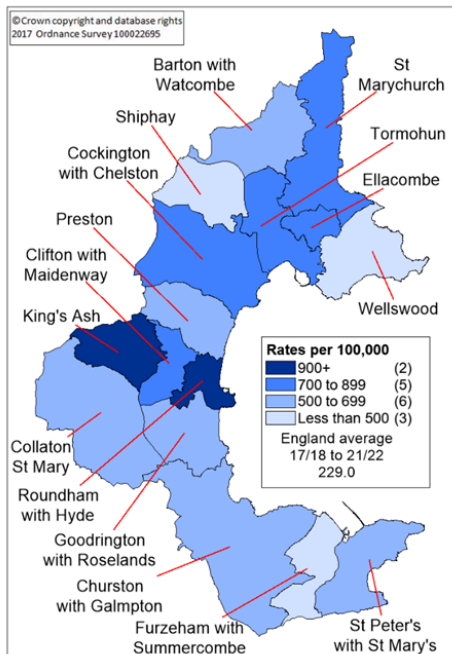 ©Crown copyright and database rights
2017 Ordnance Survey 100022695
Barton with
Watcombe
St
Marychurch
Shiphay
Tormohun
Cockington
with Chelston
Ellacombe
Preston
Clifton with
Maidenway
King's Ash
Wellswood
Rates per 100,000
900+ (2)
700 to 899 (5)
500 to 699 (6)
Less than 500 (3)
England average
17/18 to 21/22
229.0
Collaton
St Mary
Roundham
with Hyde
Goodrington
with Roselands
Churston
with Galmpton
Furzeham with
Summercombe
St Peter's
with St Mary's